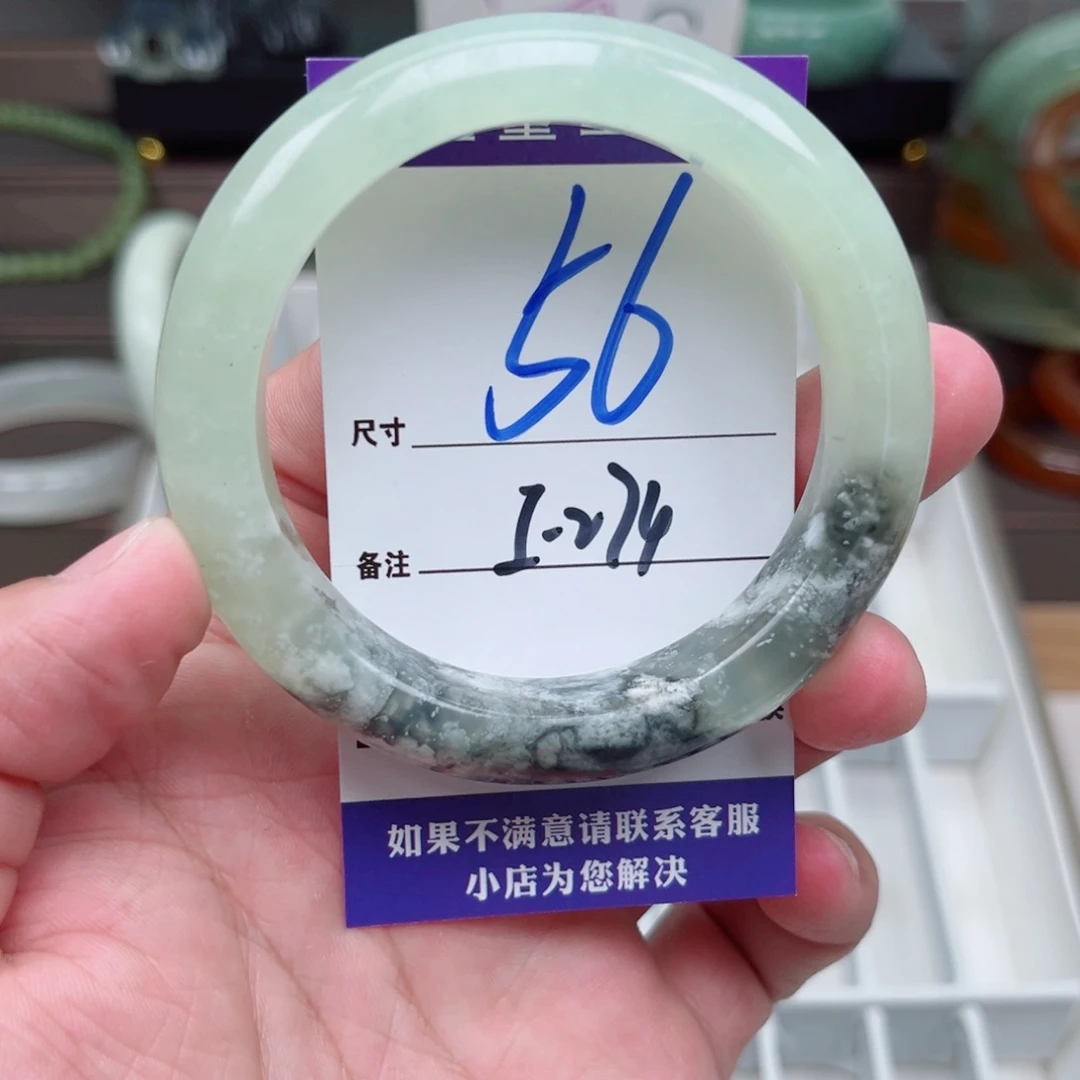 56
尺寸
I-274
备注
如果不满意请联系客服
小店为您解决